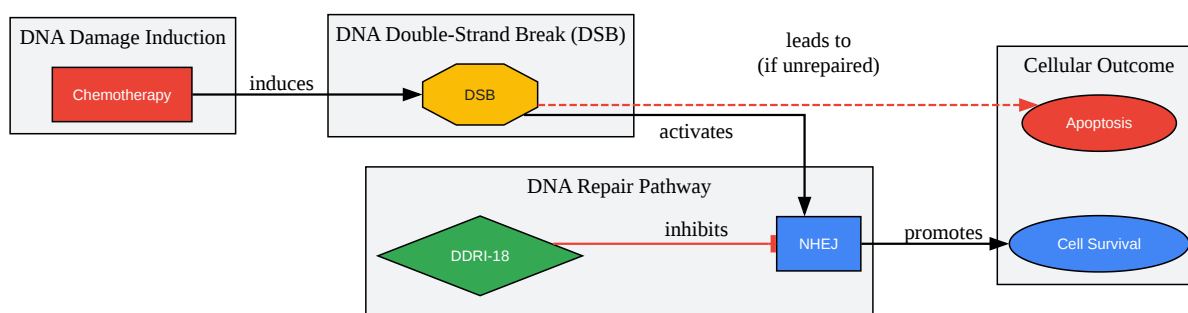 DNA Damage Induction
Chemotherapy
induces
DNA Double-Strand Break (DSB)
DSB
leads to
(if unrepaired)
activates
Cellular Outcome
Apoptosis
DNA Repair Pathway
DDRI-18
inhibits
NHEJ
promotes
Cell Survival